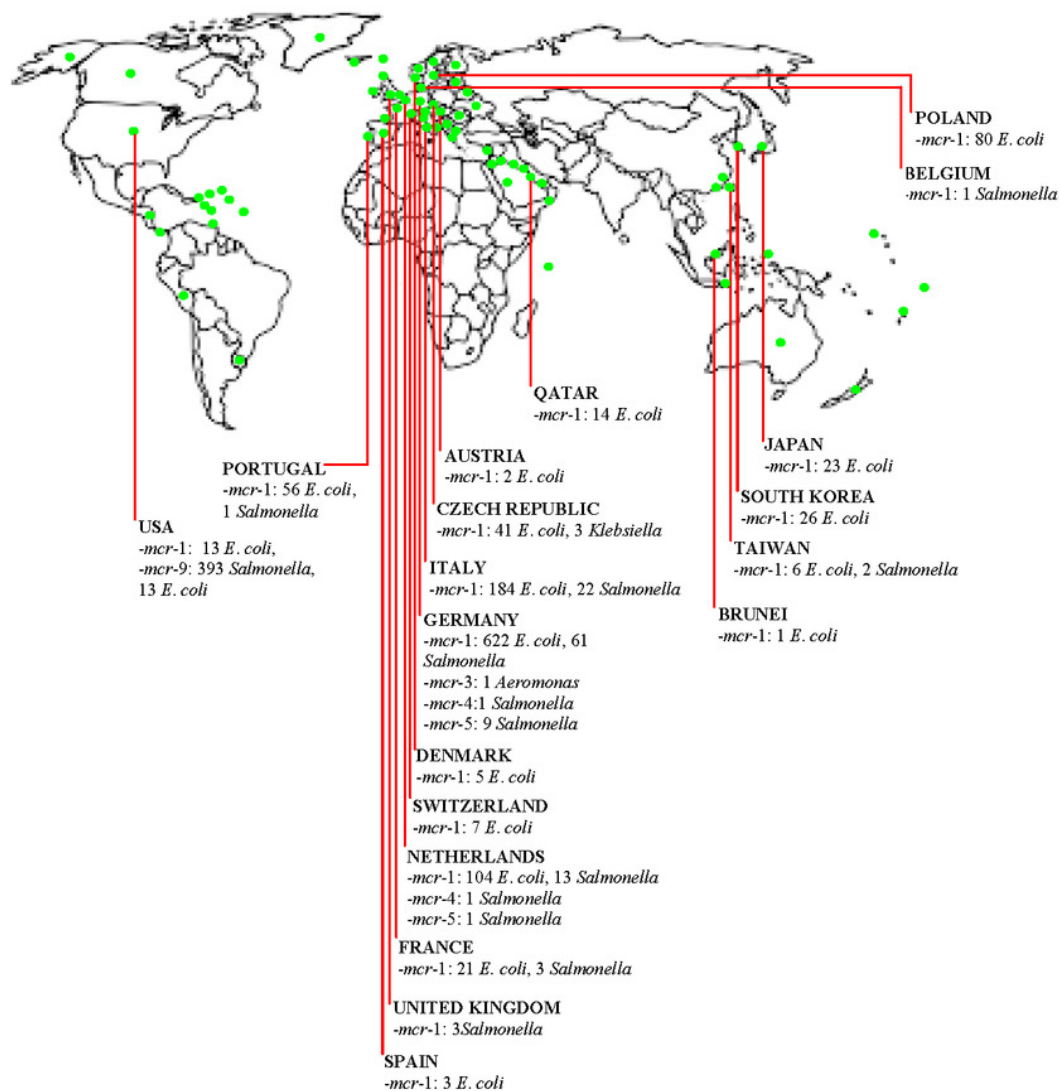 POLAND
-mcr-1: 80 E. coli
BELGIUM
-mcr-1: 1 Salmonella
QATAR
-mcr-1: 14 E. coli
JAPAN
-mcr-1: 23 E. coli
PORTUGAL
-mcr-1: 56 E. coli,
1 Salmonella
AUSTRIA
-mcr-1: 2 E. coli
SOUTH KOREA
-mcr-1: 26 E. coli
CZECH REPUBLIC
-mcr-1: 41 E. coli, 3 Klebsiella
USA
-mcr-1: 13 E. coli,
-mcr-9: 393 Salmonella,
13 E. coli
TAIWAN
-mcr-1: 6 E. coli, 2 Salmonella
ITALY
-mcr-1: 184 E. coli, 22 Salmonella
BRUNEI
-mcr-1: 1 E. coli
GERMANY
-mcr-1: 622 E. coli, 61
Salmonella
-mcr-3: 1 Aeromonas
-mcr-4:1 Salmonella
-mcr-5: 9 Salmonella
DENMARK
-mcr-1: 5 E. coli
SWITZERLAND
-mcr-1: 7 E. coli
NETHERLANDS
-mcr-1: 104 E. coli, 13 Salmonella
-mcr-4: 1 Salmonella
-mcr-5: 1 Salmonella
FRANCE
-mcr-1: 21 E. coli, 3 Salmonella
UNITED KINGDOM
-mcr-1: 3Salmonella
SPAIN
-mcr-1: 3 E. coli